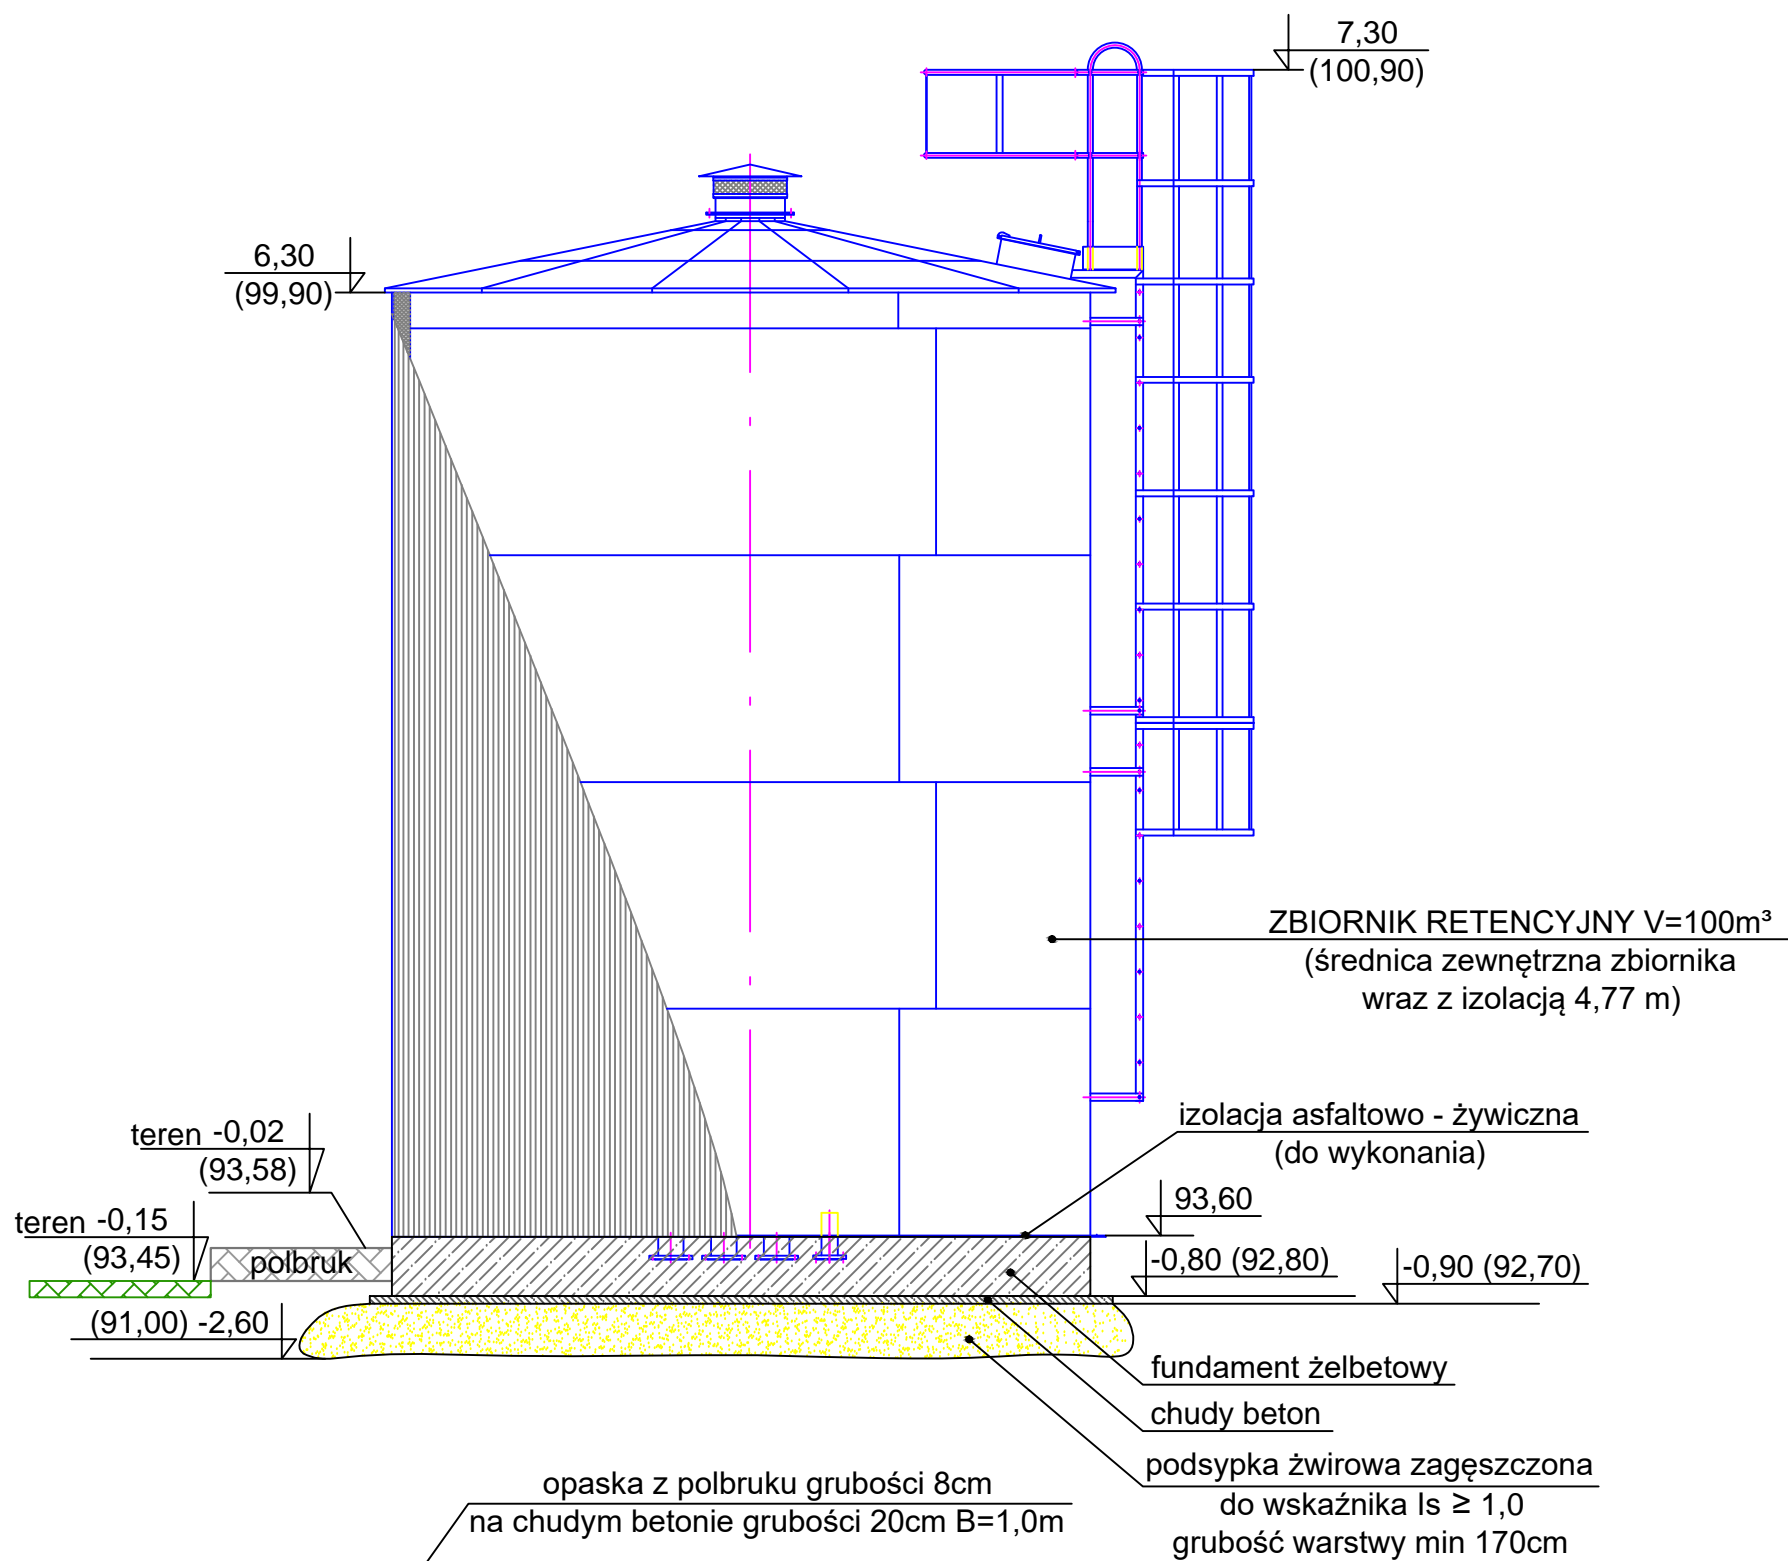 7,30
(100,90)
6,30
(99,90)
ZBIORNIK RETENCYJNY V=100m³
(średnica zewnętrzna zbiornika
wraz z izolacją 4,77 m)
izolacja asfaltowo - żywiczna
(do wykonania)
teren -0,02
(93,58)
93,60
teren -0,15
(93,45)
polbruk
-0,80 (92,80)
-0,90 (92,70)
(91,00) -2,60
fundament żelbetowy
chudy beton
podsypka żwirowa zagęszczona
do wskaźnika Is ≥ 1,0
grubość warstwy min 170cm
opaska z polbruku grubości 8cm
na chudym betonie grubości 20cm B=1,0m